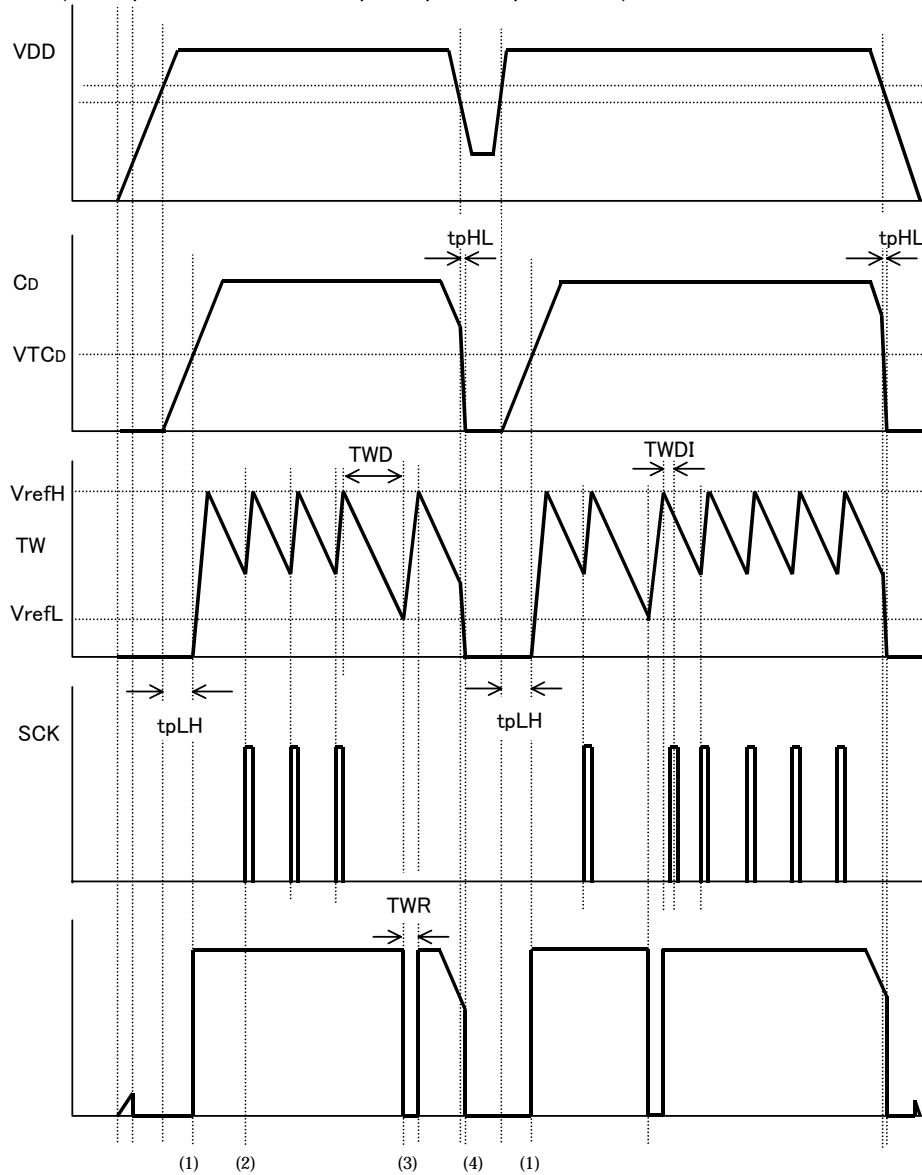 VDD
tpHL
tpHL
CD
VTCD
TWD
TWDI
VrefH
TW
VrefL
tpLH
tpLH
SCK
TWR
(1) (2) (3) (4) (1)